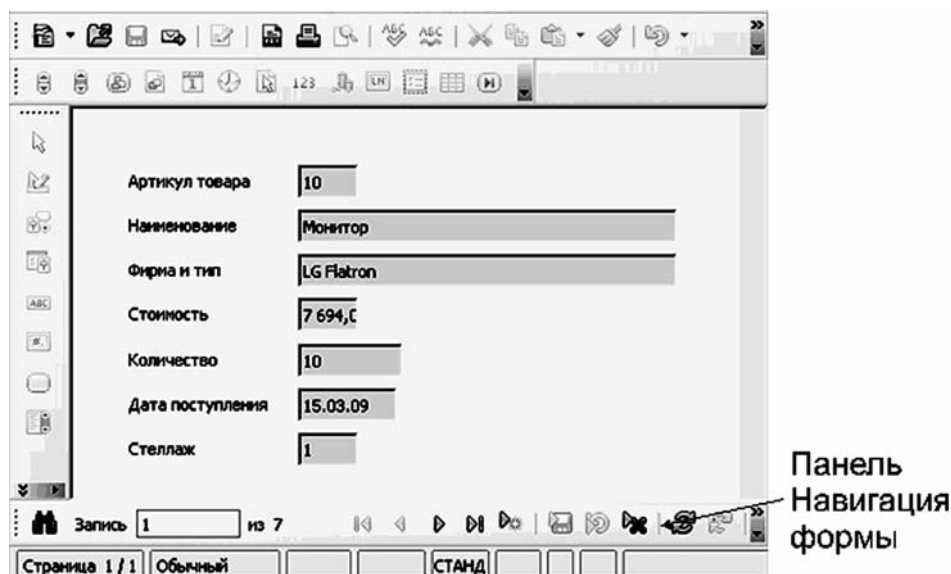 123
Артикул товара 10
Наименование Монитор
Фирма и тип LG Flatron
Стоимость 7 694,0
Количество 10
Дата поступления 15.03.09
Стеллаж 1
Запись 1 из 7
Страница 1 / 1 Обычный СТАНД
Панель
Навигация
формы